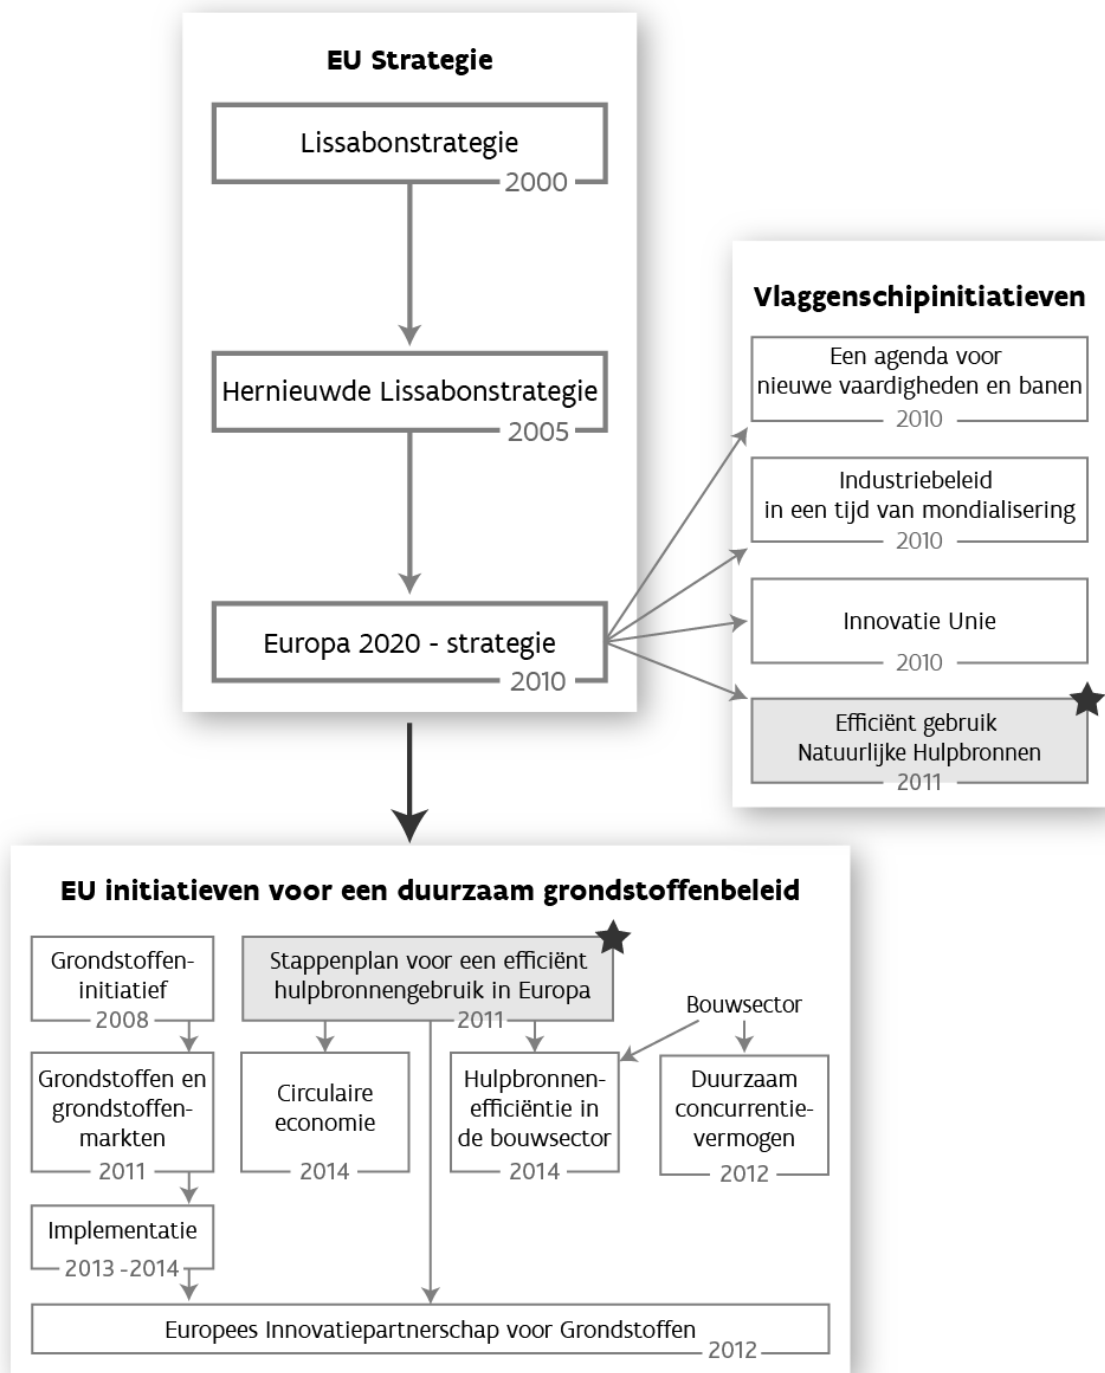 EU Strategie
Lissabonstrategie
2000
Hernieuwde Lissabonstrategie
2005
Europa 2020 - strategie
2010
Vlaggenschipinitiatieven
Een agenda voor
nieuwe vaardigheden en banen
2010
Industriebeleid
in een tijd van mondialisering
2010
Innovatie Unie
2010
Efficiënt gebruik
Natuurlijke Hulpbronnen
2011
EU initiatieven voor een duurzaam grondstoffenbeleid
Grondstoffen-
initiatief
2008
Grondstoffen en
grondstoffen-
markten
2011
Implementatie
2013 -2014
Stappenplan voor een efficiënt
hulpbronnengebruik in Europa
2011
Circulaire
economie
2014
Hulpbronnen-
efficiëntie in
de bouwsector
2014
Bouwsector
Duurzaam
concurrentie-
vermogen
2012
Europees Innovatiepartnerschap voor Grondstoffen
2012